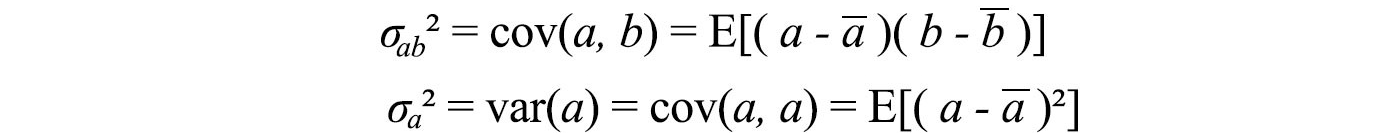 σab² = cov(a, b) = E[( a - a̅ )( b - b̅ )]
σa² = var(a) = cov(a, a) = E[( a - a̅ )²]